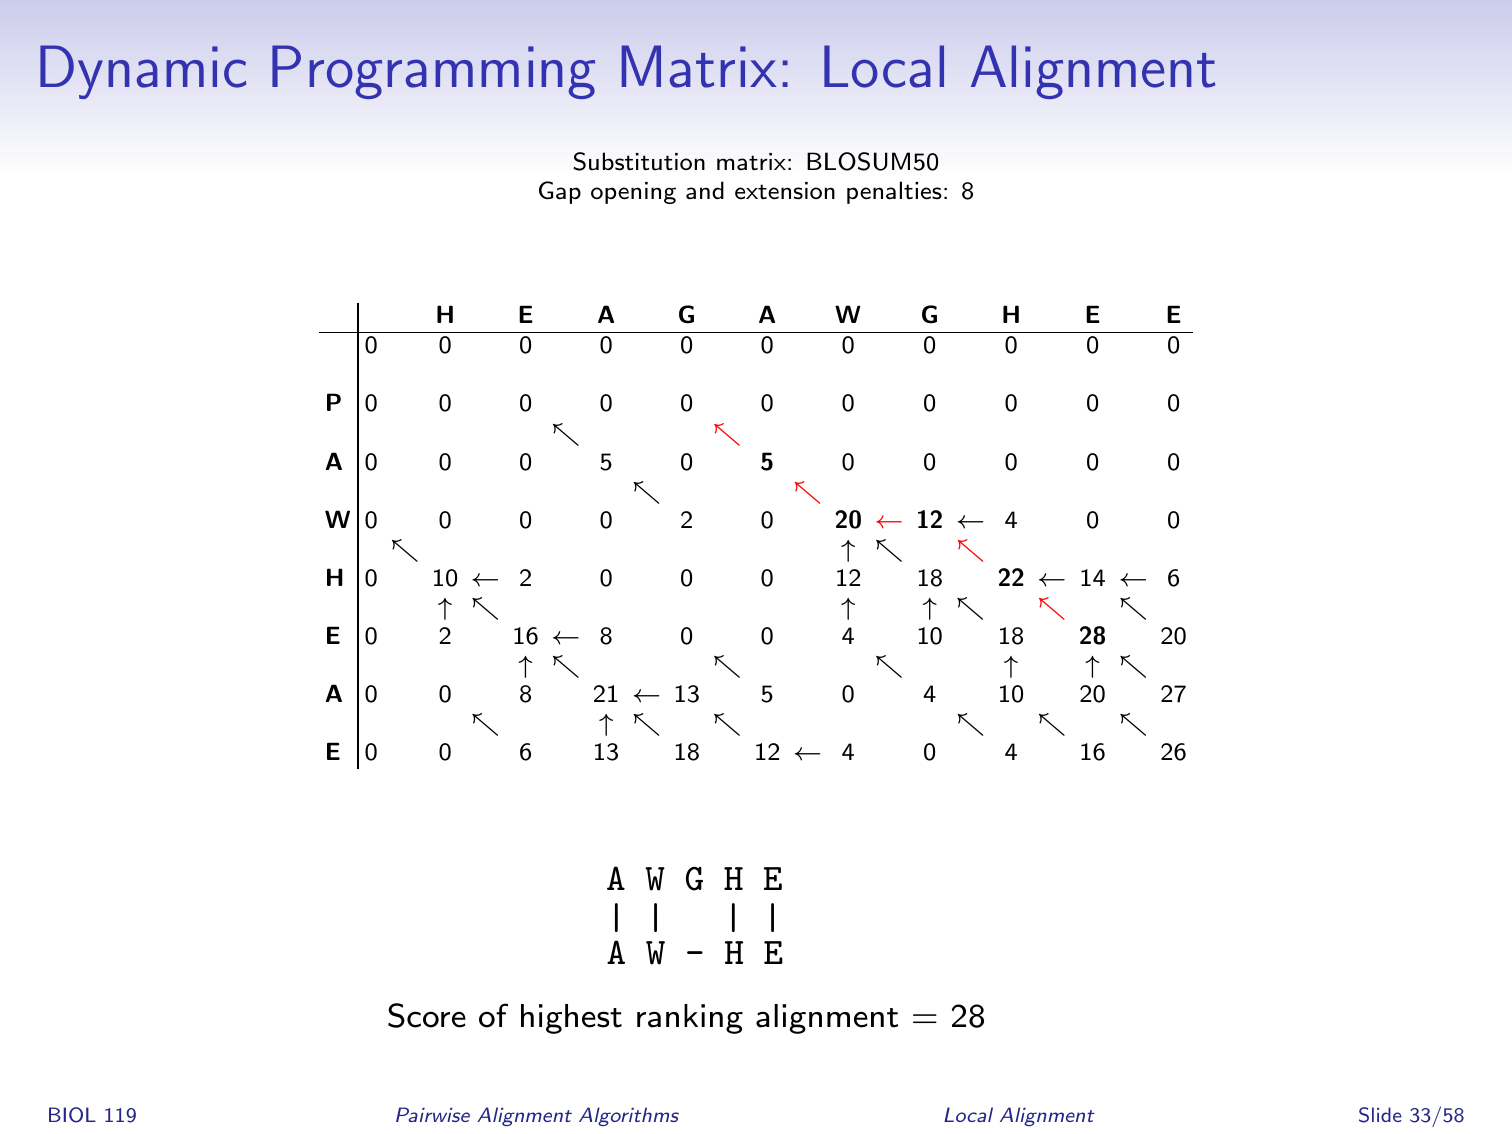 Dynamic Programming Matrix: Local Alignment
Substitution matrix: BLOSUM50
Gap opening and extension penalties: 8
H E A G A W G H E E
0 0 0 0 0 0 0 0 0 0 0
P 0 0 0 0 0 0 0 0 0 0 0
↖ ↖
A 0 0 0 5 0 5 0 0 0 0 0
↖ ↖
W 0 0 0 0 2 0 20 ← 12 ← 4 0 0
↖ ↑ ↖ ↖
H 0 10 ← 2 0 0 0 12 18 22 ← 14 ← 6
↑ ↖ ↑ ↑ ↖ ↖ ↖
E 0 2 16 ← 8 0 0 4 10 18 28 20
↑ ↖ ↖ ↖ ↑ ↑ ↖
A 0 0 8 21 ← 13 5 0 4 10 20 27
↖ ↑ ↖ ↖ ↖ ↖ ↖
E 0 0 6 13 18 12 ← 4 0 4 16 26
A W G H E
| | | |
A W - H E
Score of highest ranking alignment = 28
BIOL 119 Pairwise Alignment Algorithms Local Alignment Slide 33/58